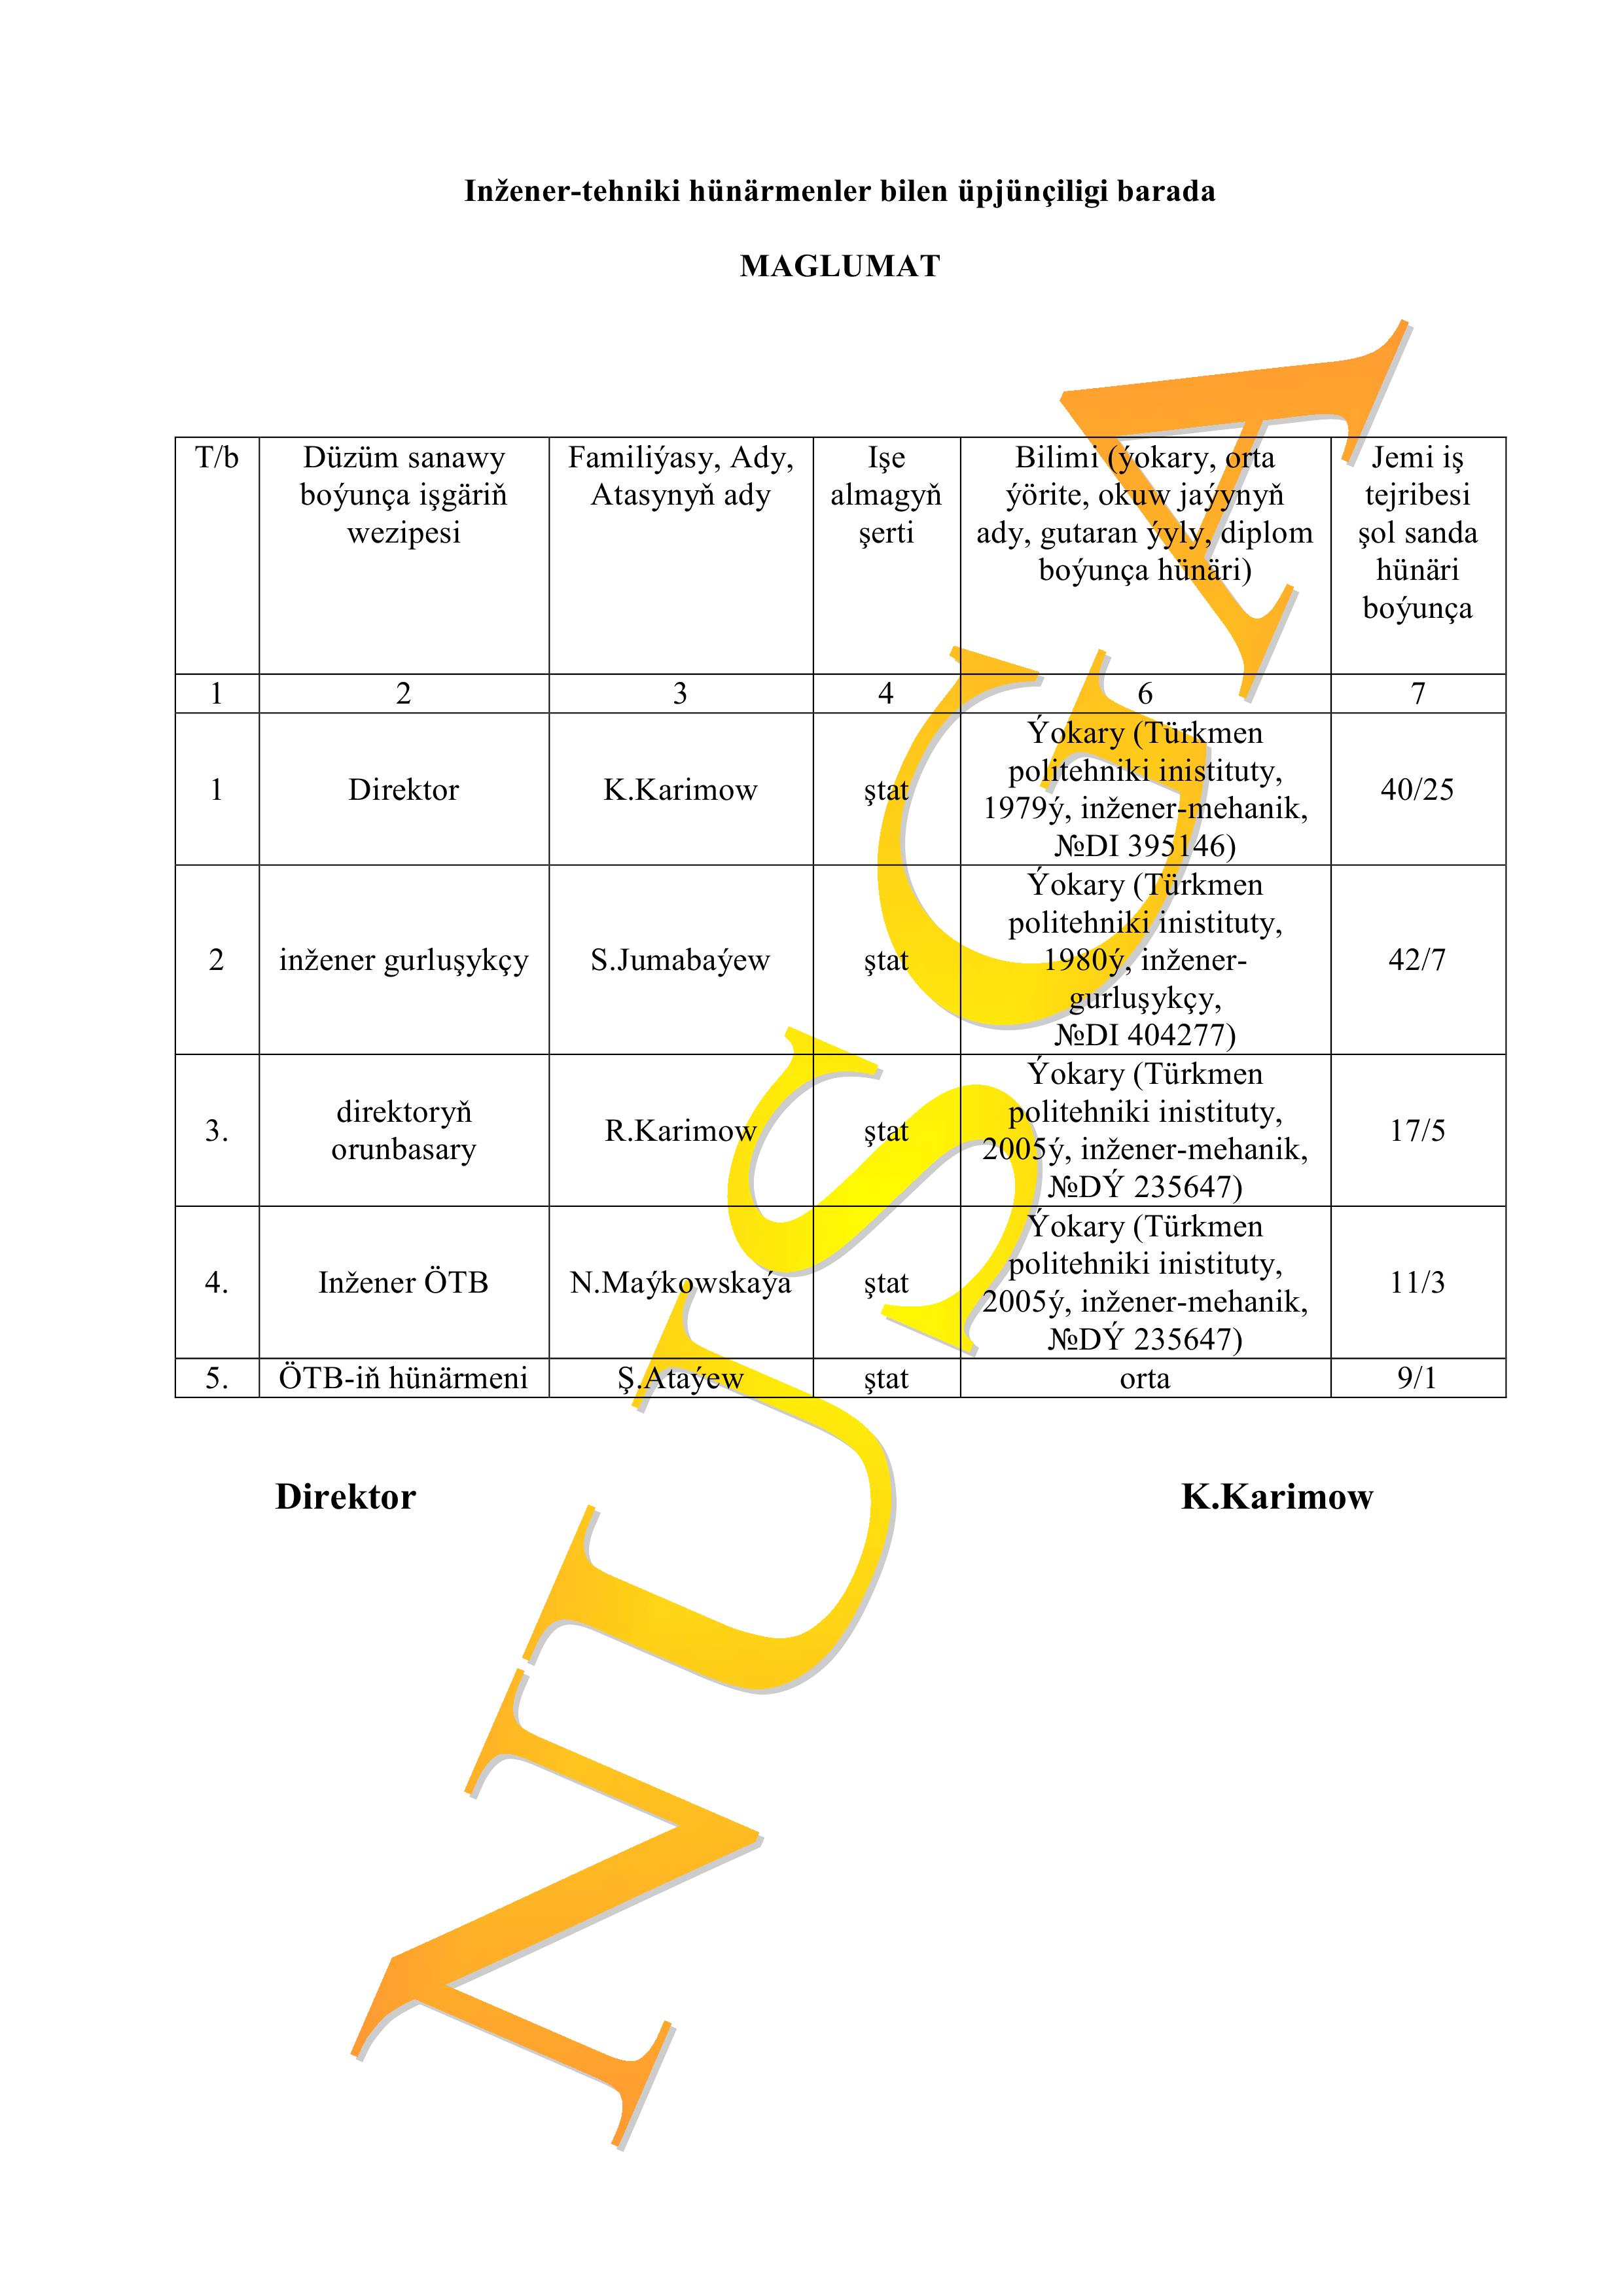 Inžener-tehniki hünärmenler bilen üpjünçiligi barada
MAGLUMAT
T/b
Düzüm sanawy
boýunça işgäriň
wezipesi
Familiýasy, Ady,
Atasynyň ady
Işe
almagyň
şerti
Bilimi (ýokary, orta
ýörite, okuw jaýynyň
ady, gutaran ýyly, diplom
boýunça hünäri)
Jemi iş
tejribesi
şol sanda
hünäri
boýunça
1 2 3 4 6 7
1
Direktor
K.Karimow
ştat
Ýokary (Türkmen
politehniki inistituty,
1979ý, inžener-mehanik,
№DI 395146)
40/25
2
inžener gurluşykçy
S.Jumabaýew
ştat
Ýokary (Türkmen
politehniki inistituty,
1980ý, inžener-
gurluşykçy,
№DI 404277)
42/7
3.
direktoryň
orunbasary
R.Karimow
ştat
Ýokary (Türkmen
politehniki inistituty,
2005ý, inžener-mehanik,
№DÝ 235647)
17/5
4.
Inžener ÖTB
N.Maýkowskaýa
ştat
Ýokary (Türkmen
politehniki inistituty,
2005ý, inžener-mehanik,
№DÝ 235647)
11/3
5. ÖTB-iň hünärmeni Ş.Ataýew ştat orta 9/1
Direktor K.Karimow
NUSGA